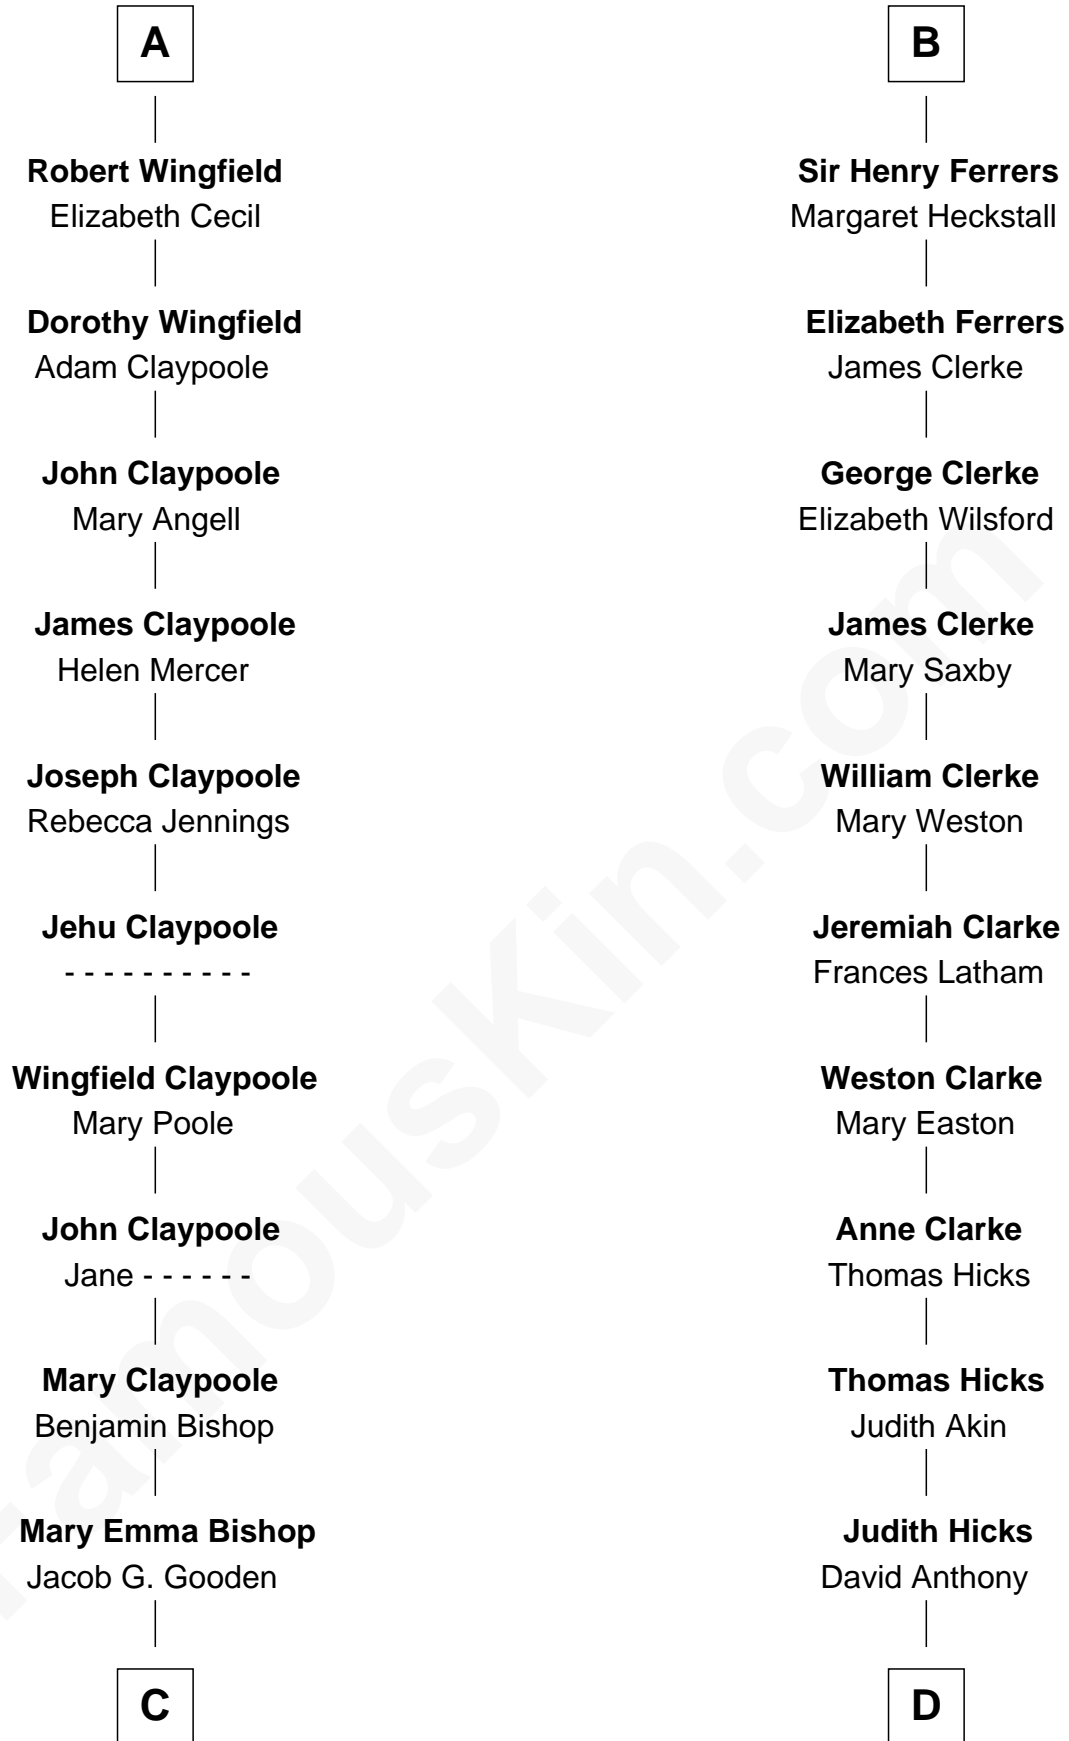 A
Robert Wingfield
Elizabeth Cecil
Dorothy Wingfield
Adam Claypoole
John Claypoole
Mary Angell
James Claypoole
Helen Mercer
Joseph Claypoole
Rebecca Jennings
Jehu Claypoole
- - - - - - - - - -
Wingfield Claypoole
Mary Poole
John Claypoole
Jane - - - - - -
Mary Claypoole
Benjamin Bishop
Mary Emma Bishop
Jacob G. Gooden
C
B
Sir Henry Ferrers
Margaret Heckstall
Elizabeth Ferrers
James Clerke
George Clerke
Elizabeth Wilsford
James Clerke
Mary Saxby
William Clerke
Mary Weston
Jeremiah Clarke
Frances Latham
Weston Clarke
Mary Easton
Anne Clarke
Thomas Hicks
Thomas Hicks
Judith Akin
Judith Hicks
David Anthony
D
FamousKin.com